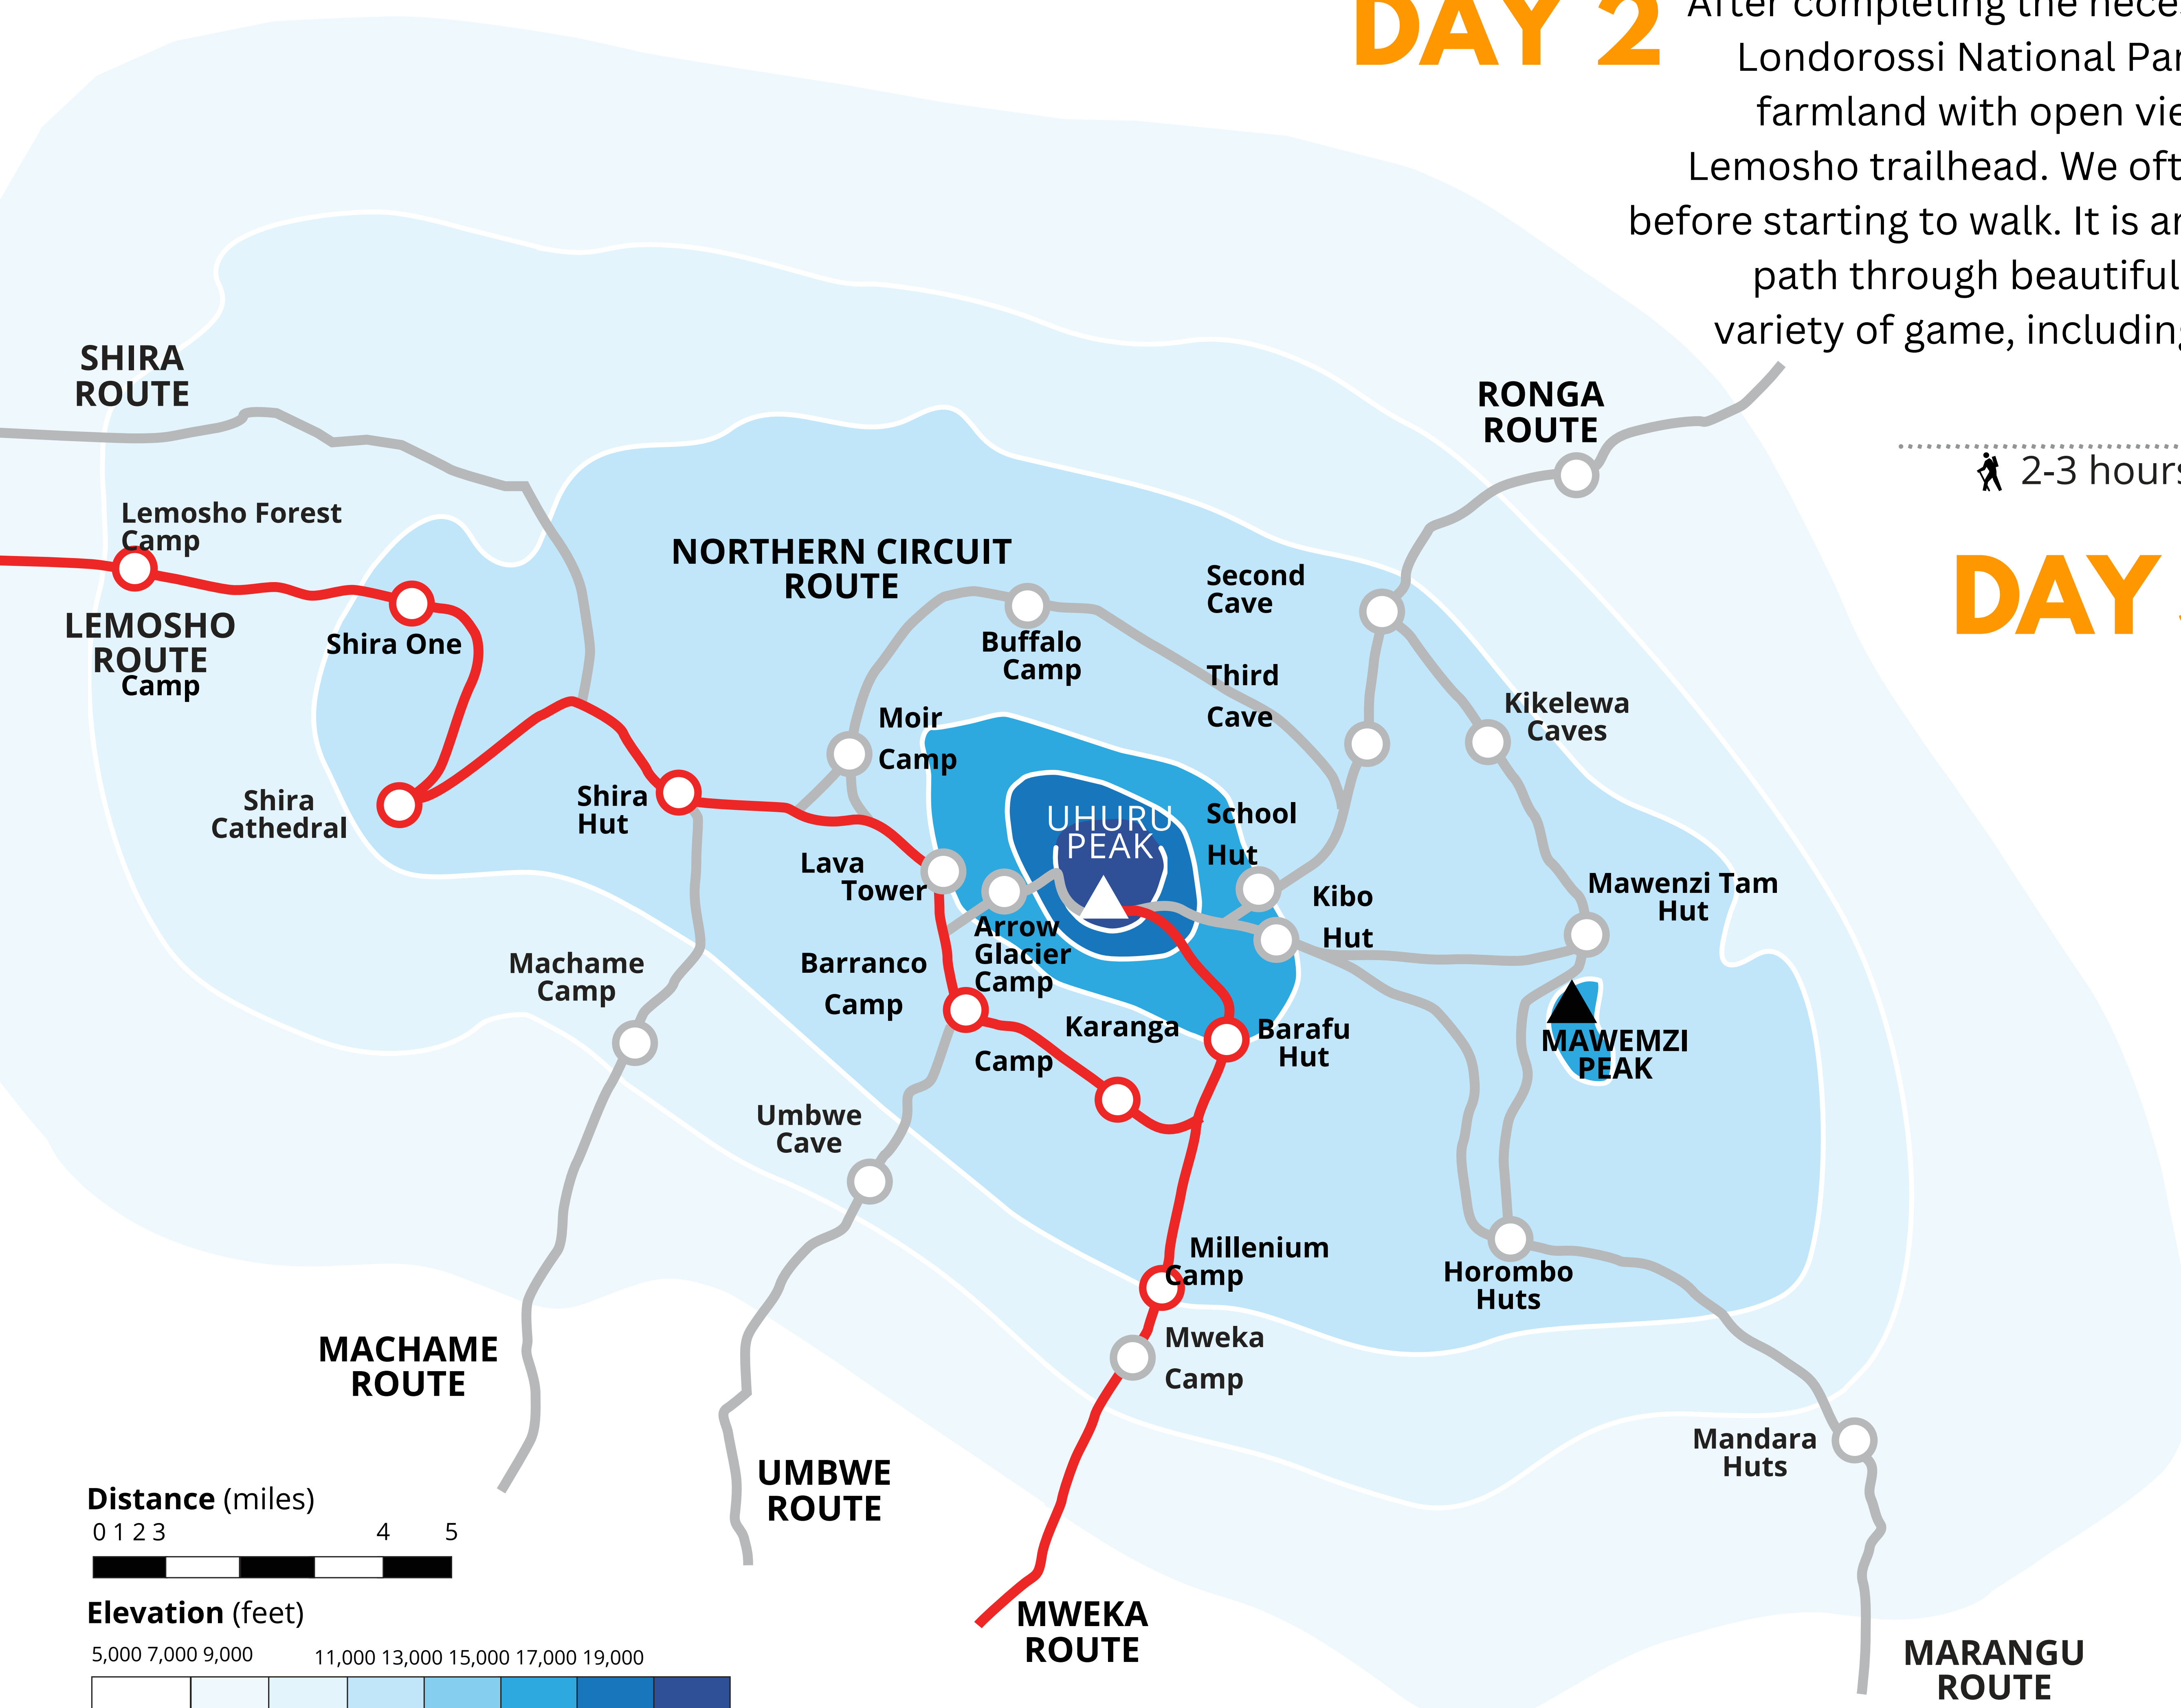 DAY 2
After completing the
Londorossi National
farmland with open
Lemosho trailhead. We
before starting to walk. It is
path through beautiful
variety of game, including
2-3 hours
DAY
SHIRA
ROUTE
RONGA
ROUTE
Lemosho Forest
Camp
LEMOSHO
ROUTE
Camp
Shira One
NORTHERN CIRCUIT
ROUTE
Second
Cave
Buffalo
Camp
Third
Cave
Kikelewa
Caves
Moir
Camp
Shira
Cathedral
Shira
Hut
UHURU
PEAK
School
Hut
Lava
Tower
Kibo
Hut
Mawenzi Tam
Hut
Arrow
Glacier
Camp
Machame
Camp
Barranco
Camp
Karanga
Camp
Barafu
Hut
MAWEMZI
PEAK
Umbwe
Cave
Millenium
Camp
Horombo
Huts
Mweka
Camp
MACHAME
ROUTE
Mandara
Huts
UMBWE
ROUTE
MWEKA
ROUTE
MARANGU
ROUTE
Distance (miles)
0 1 2 3 4 5
Elevation (feet)
5,000 7,000 9,000 11,000 13,000 15,000 17,000 19,000